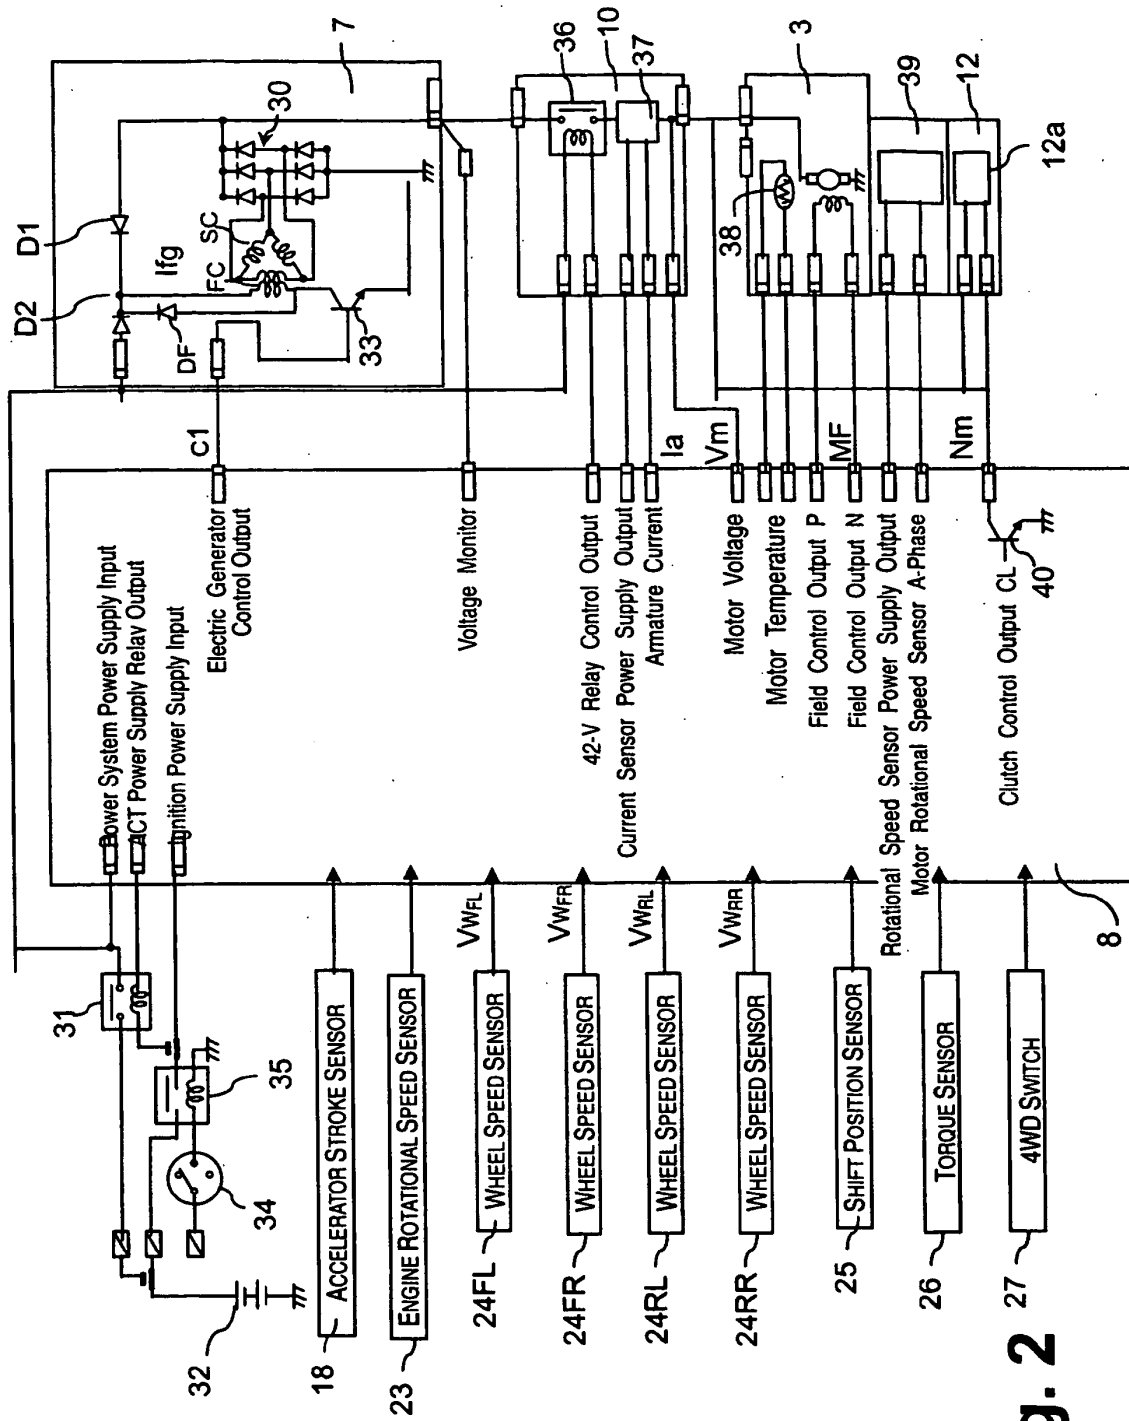 7
30
D1
D2
Ifg
SC
FC
DF
33
C1
36
10
37
3
38
39
12
12a
Ia
Vm
MF
Nm
Power System Power Supply Input
ACT Power Supply Relay Output
Ignition Power Supply Input
Electric Generator
Control Output
Voltage Monitor
42-V Relay Control Output
Current Sensor Power Supply Output
Armature Current
Motor Voltage
Motor Temperature
Field Control Output P
Field Control Output N
Rotational Speed Sensor Power Supply Output
Motor Rotational Speed Sensor A-Phase
Clutch Control Output CL
40
8
31
35
34
32
18
ACCELERATOR STROKE SENSOR
23
ENGINE ROTATIONAL SPEED SENSOR
24FL
WHEEL SPEED SENSOR
VWFL
24FR
WHEEL SPEED SENSOR
VWFR
24RL
WHEEL SPEED SENSOR
VWRL
24RR
WHEEL SPEED SENSOR
VWRR
25
SHIFT POSITION SENSOR
26
TORQUE SENSOR
27
4WD SWITCH
g. 2